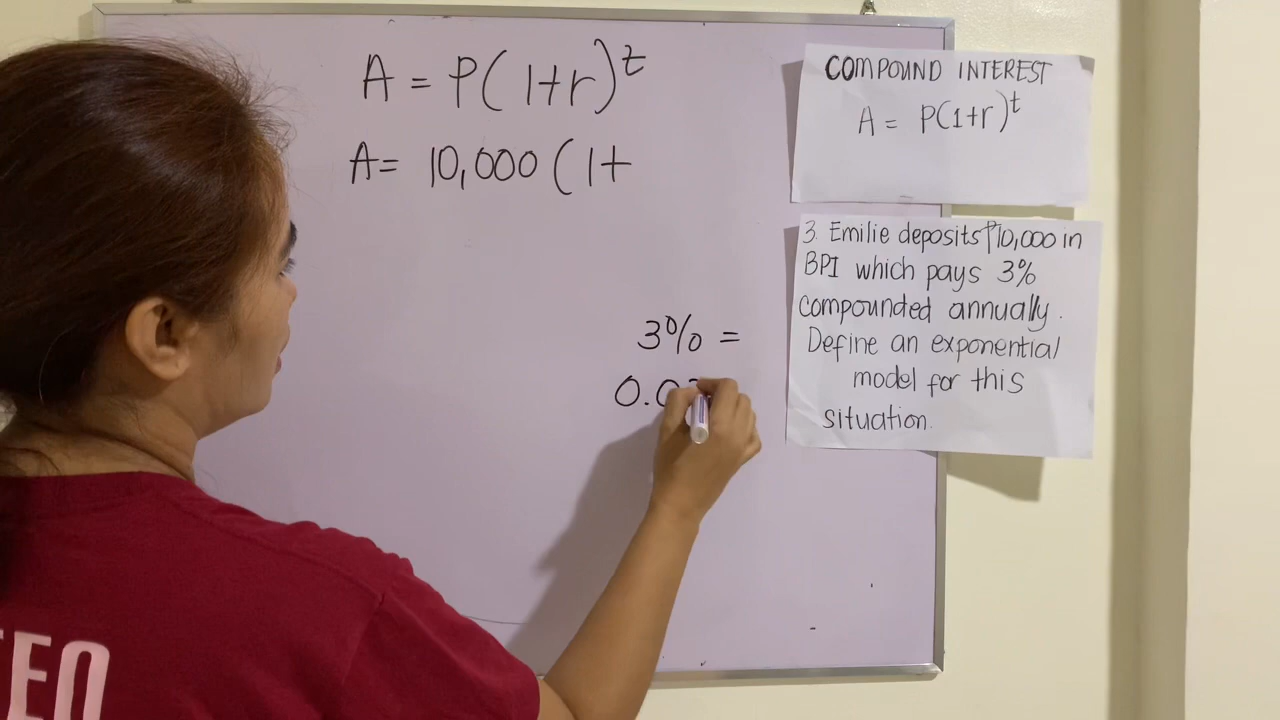 A = P(1+r)^t
A= 10,000 (1+
3% =
0.0
COMPOUND INTEREST
A = P(1+r)^t
3. Emilie deposits ₱10,000 in
BPI which pays 3%
compounded annually.
Define an exponential
model for this
situation.